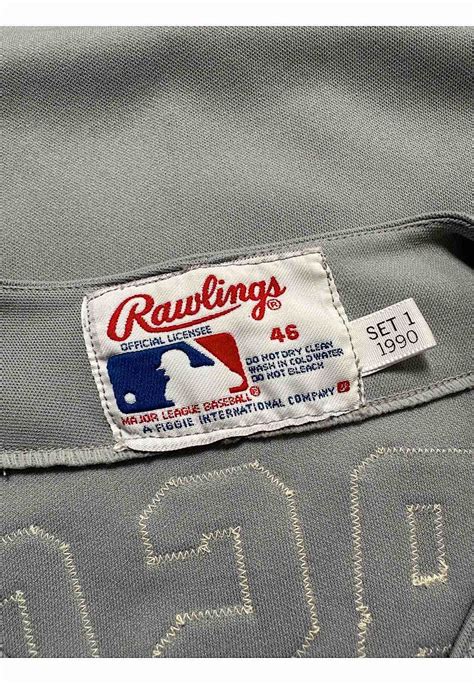 Rawlings®
OFFICIAL LICENSEE
46
DO NOT DRY CLEAN
WASH IN COLD WATER
DO NOT BLEACH
MAJOR LEAGUE BASEBALL®
A FIGGIE INTERNATIONAL COMPANY
SET 1
1990